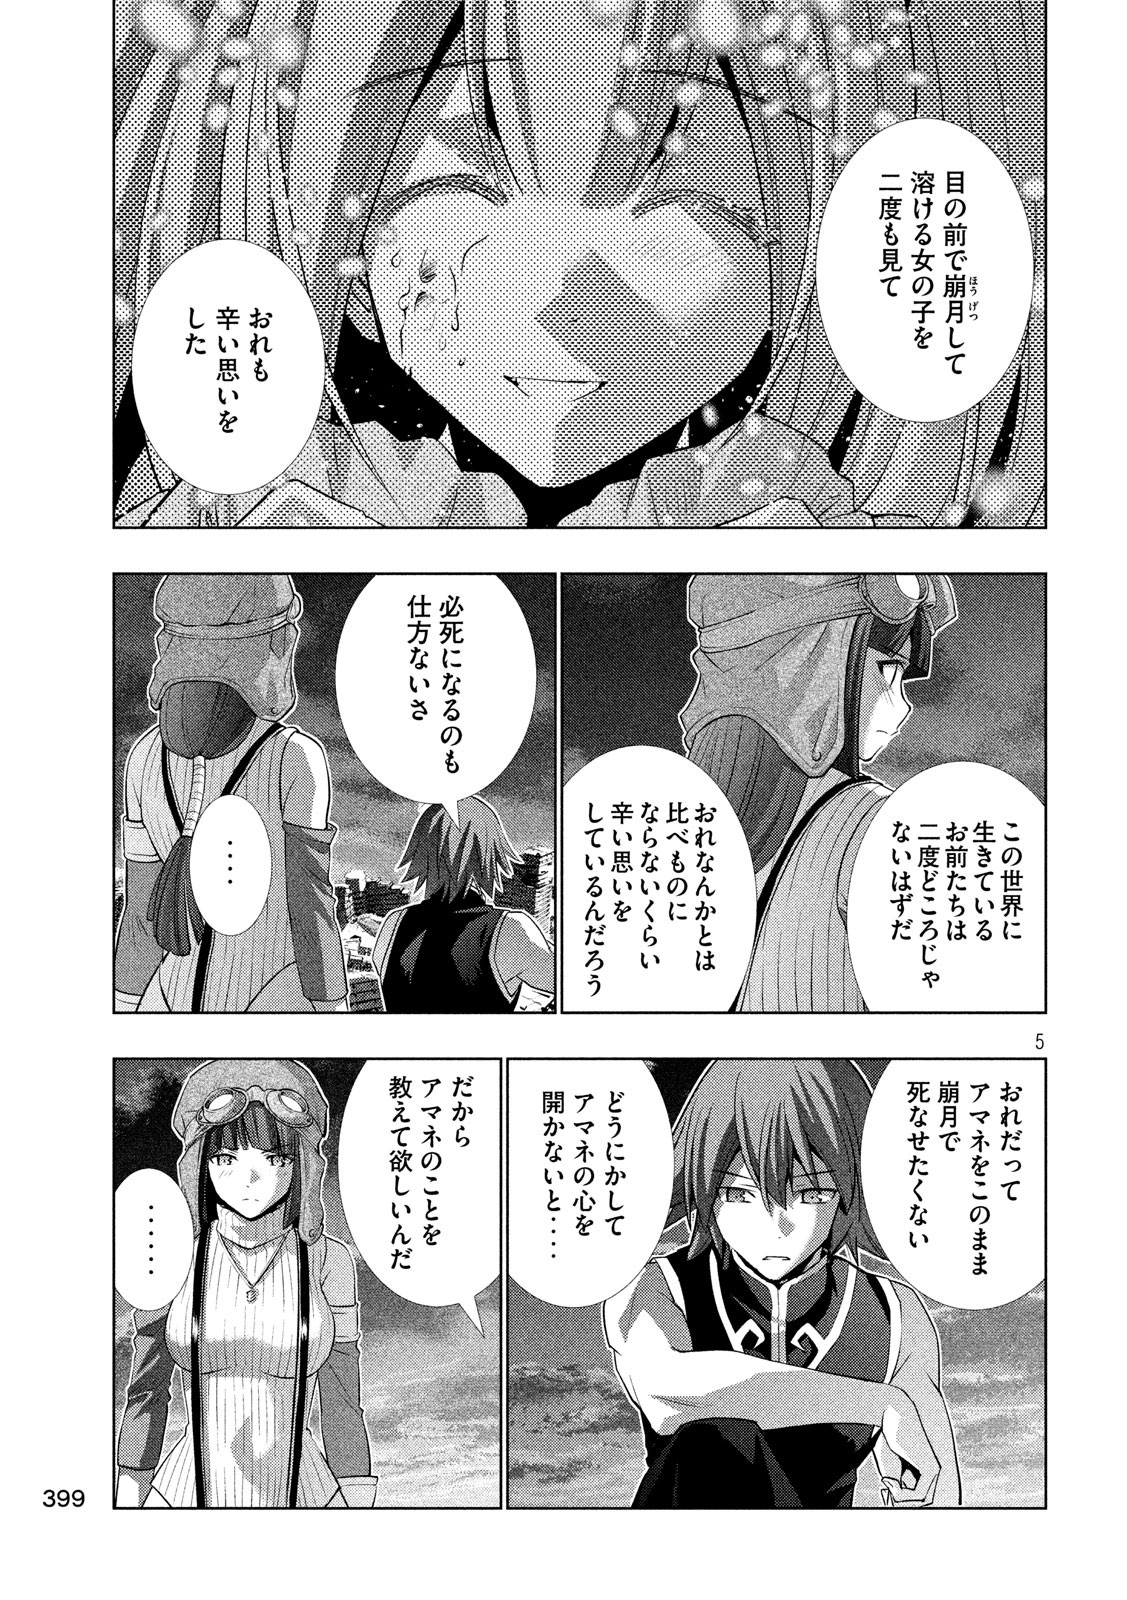 目の前で崩月して
ほうげつ
溶ける女の子を
二度も見て
おれも
辛い思いを
した
この世界に
生きている
お前たちは
二度どころじゃ
ないはずだ
おれなんかとは
比べものに
ならないくらい
辛い思いを
しているんだろう
必死になるのも
仕方ないさ
‥‥
5
おれだって
アマネをこのまま
崩月で
死なせたくない
どうにかして
アマネの心を
開かないと‥‥
だから
アマネのことを
教えて欲しいんだ
‥‥‥
399